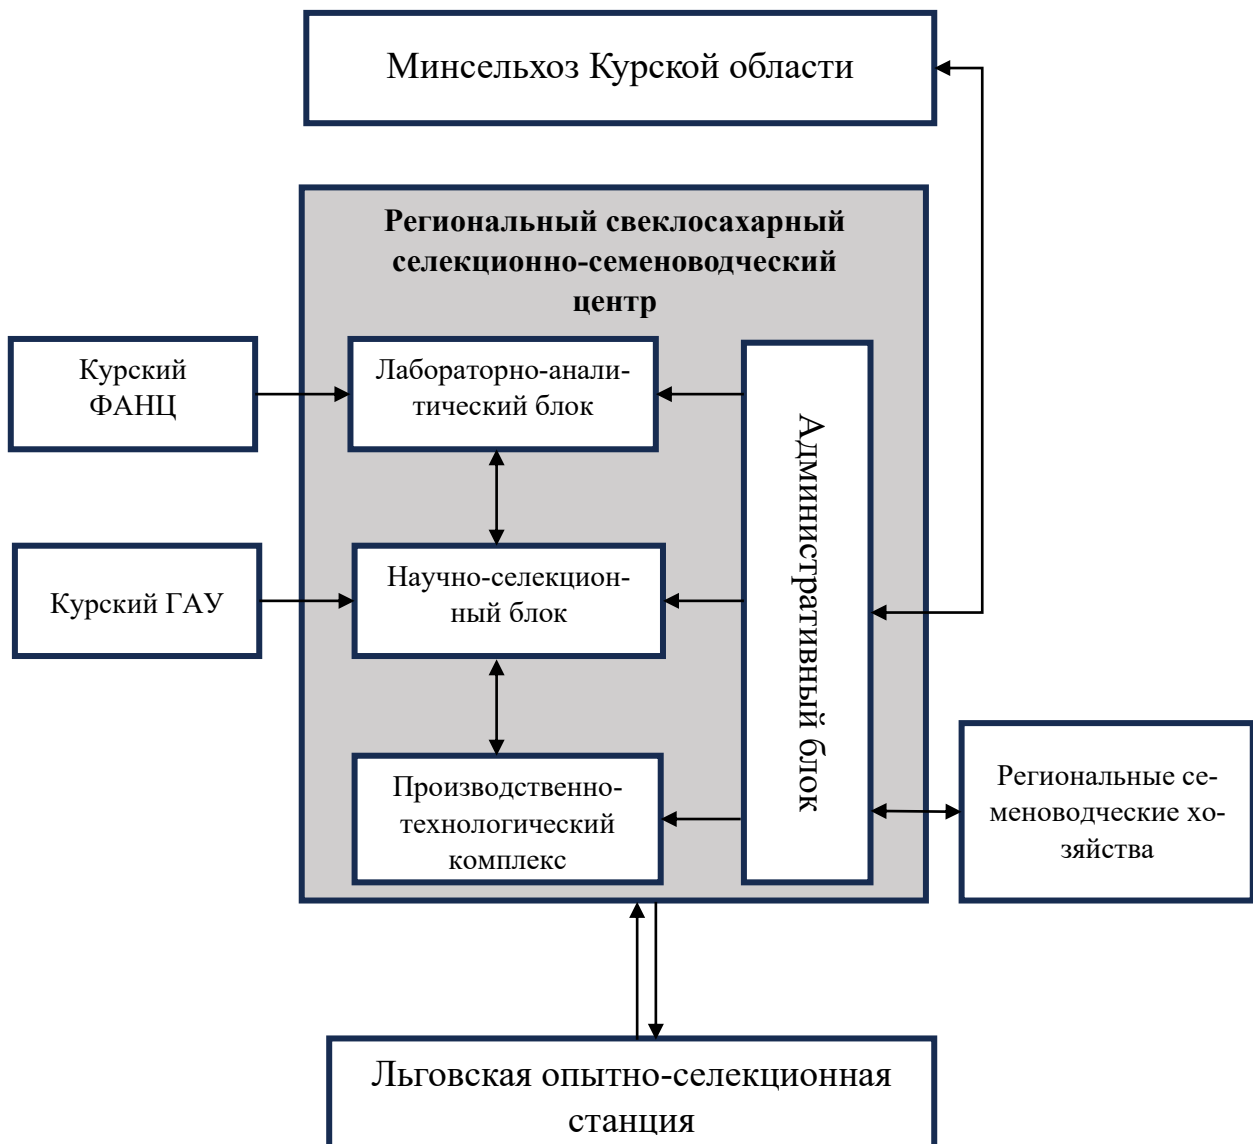 Минсельхоз Курской области
Региональный свеклосахарный
селекционно-семеноводческий
центр
Курский
ФАНЦ
Лабораторно-анали-
тический блок
Административный блок
Курский ГАУ
Научно-селекцион-
ный блок
Производственно-
технологический
комплекс
Региональные се-
меноводческие хо-
зяйства
Льговская опытно-селекционная
станция